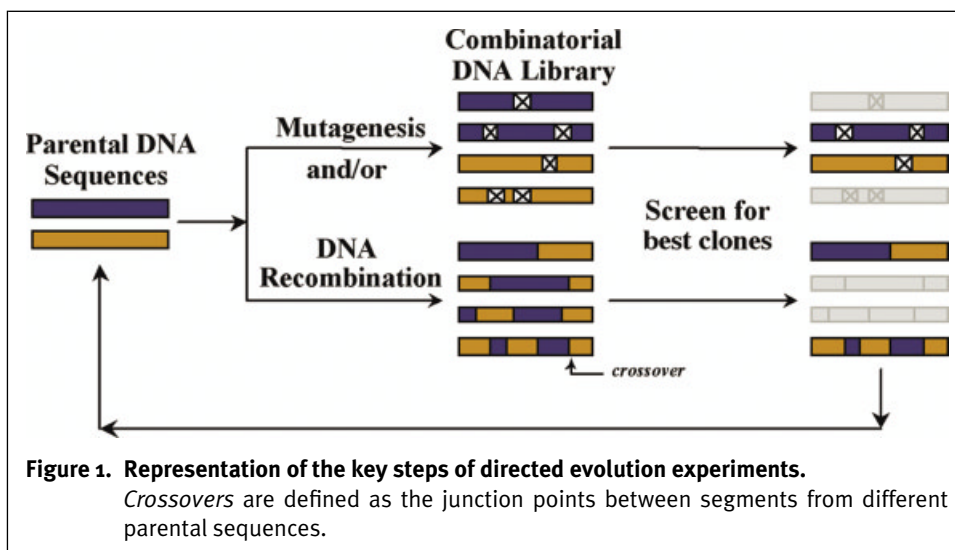 Combinatorial
DNA Library
Parental DNA
Sequences
Mutagenesis
and/or
DNA
Recombination
Screen for
best clones
crossover
Figure 1. Representation of the key steps of directed evolution experiments.
Crossovers are defined as the junction points between segments from different
parental sequences.